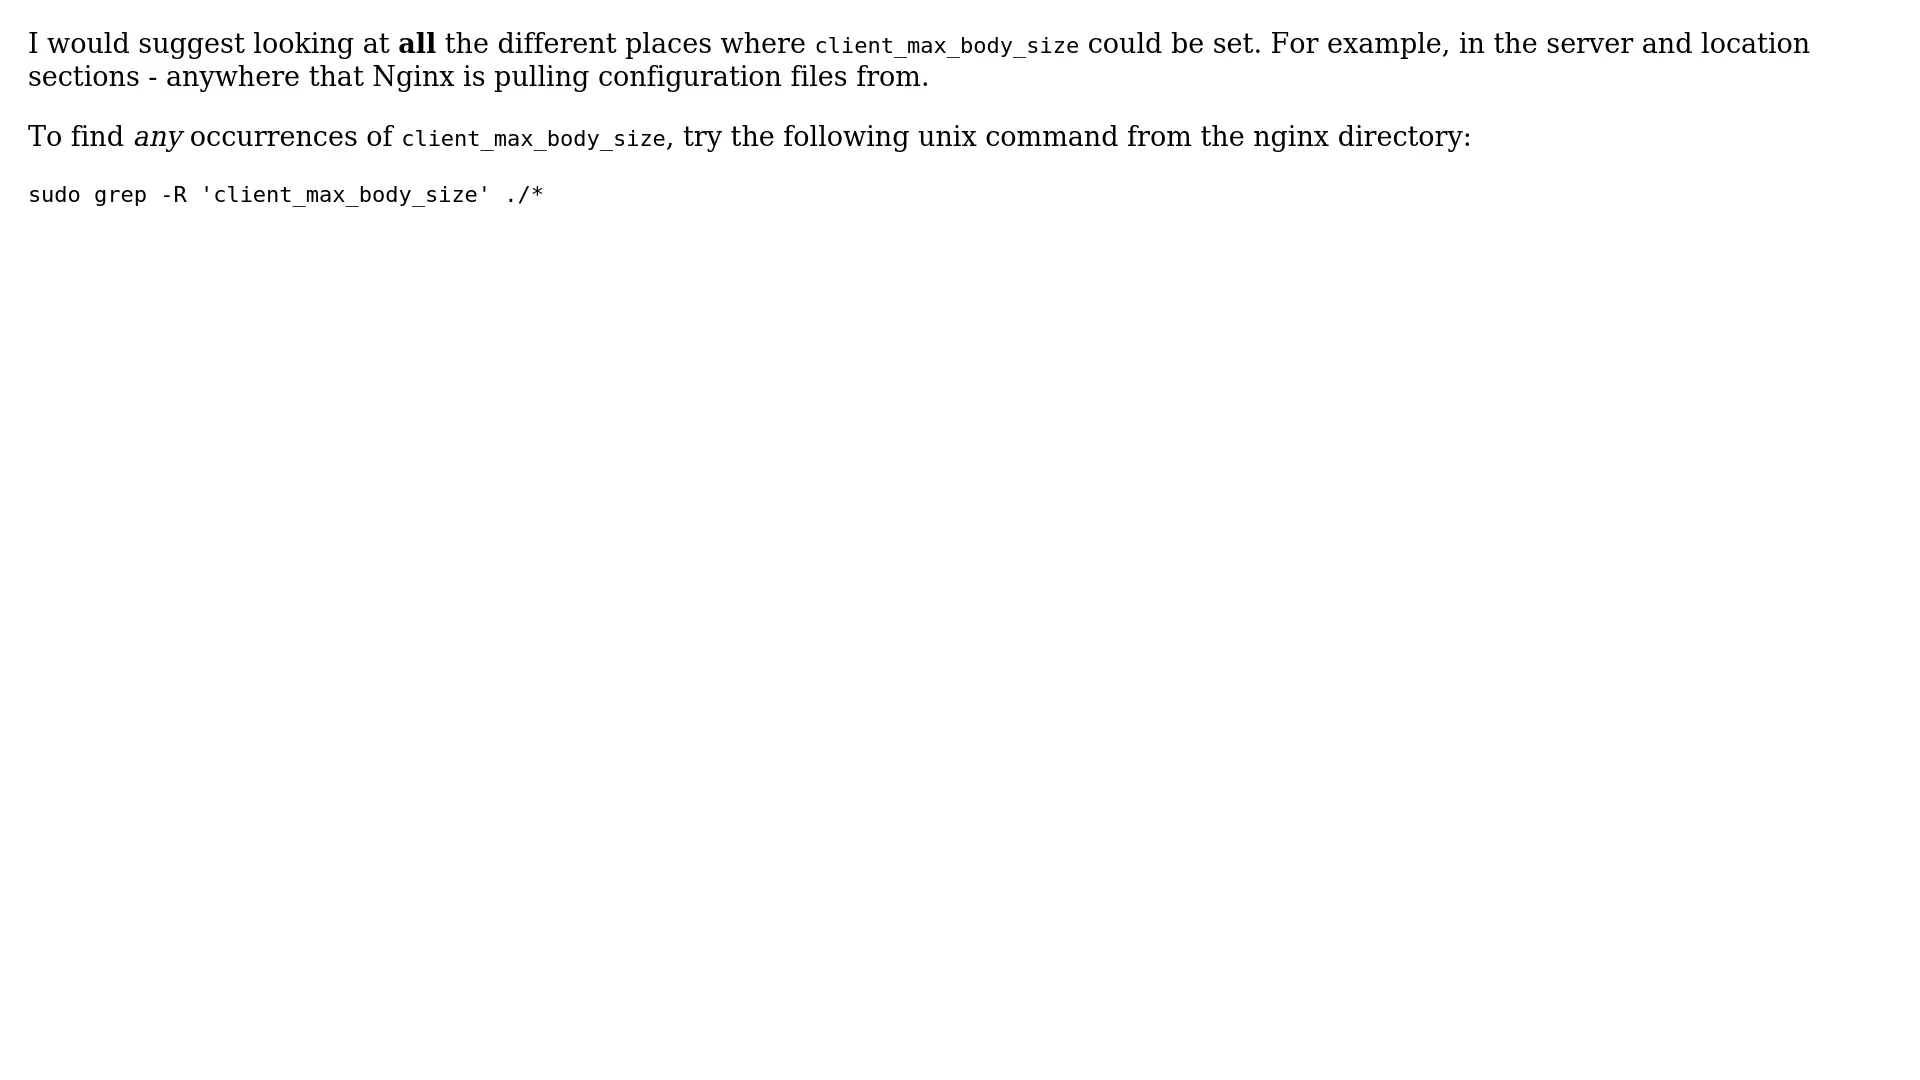 I would suggest looking at all the different places where client_max_body_size could be set. For example, in the server and location
sections - anywhere that Nginx is pulling configuration files from.
To find any occurrences of client_max_body_size, try the following unix command from the nginx directory:
sudo grep -R 'client_max_body_size' ./*